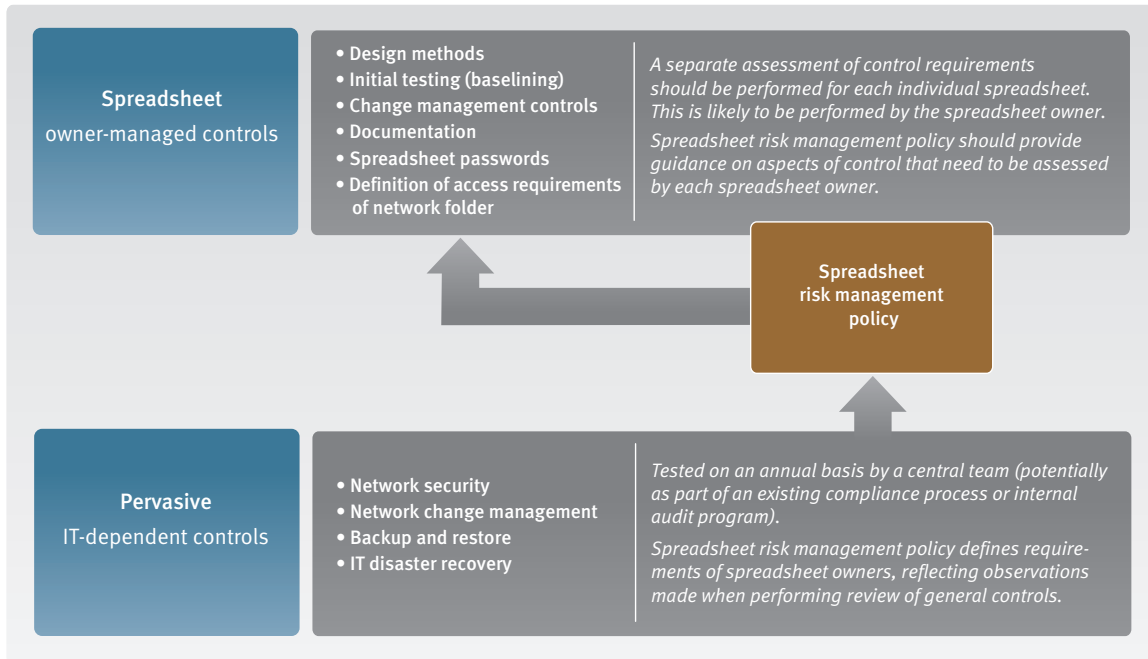 Spreadsheet
owner-managed controls
• Design methods
• Initial testing (baselining)
• Change management controls
• Documentation
• Spreadsheet passwords
• Definition of access requirements
of network folder
A separate assessment of control requirements
should be performed for each individual spreadsheet.
This is likely to be performed by the spreadsheet owner.
Spreadsheet risk management policy should provide
guidance on aspects of control that need to be assessed
by each spreadsheet owner.
Spreadsheet
risk management
policy
Pervasive
IT-dependent controls
• Network security
• Network change management
• Backup and restore
• IT disaster recovery
Tested on an annual basis by a central team (potentially
as part of an existing compliance process or internal
audit program).
Spreadsheet risk management policy defines require-
ments of spreadsheet owners, reflecting observations
made when performing review of general controls.